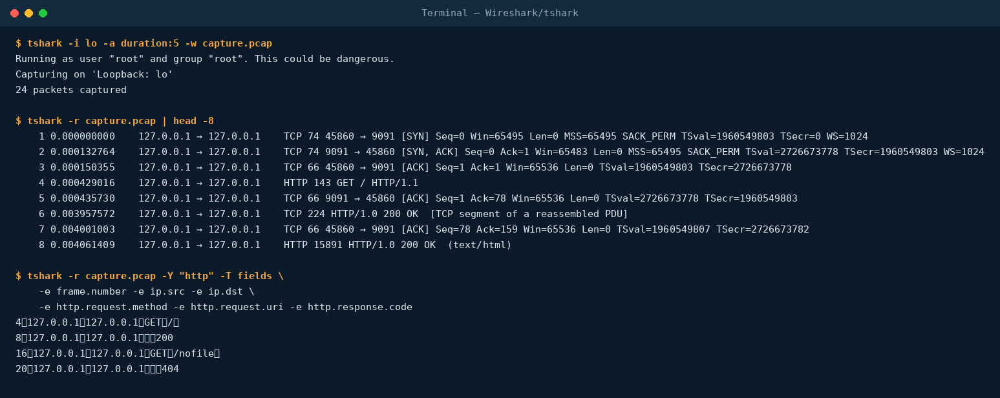 Terminal — Wireshark/tshark
$ tshark -i lo -a duration:5 -w capture.pcap
Running as user "root" and group "root". This could be dangerous.
Capturing on 'Loopback: lo'
24 packets captured
$ tshark -r capture.pcap | head -8
    1 0.000000000    127.0.0.1 → 127.0.0.1    TCP 74 45860 → 9091 [SYN] Seq=0 Win=65495 Len=0 MSS=65495 SACK_PERM TSval=1960549803 TSecr=0 WS=1024
    2 0.000132764    127.0.0.1 → 127.0.0.1    TCP 74 9091 → 45860 [SYN, ACK] Seq=0 Ack=1 Win=65483 Len=0 MSS=65495 SACK_PERM TSval=2726673778 TSecr=1960549803 WS=1024
    3 0.000150355    127.0.0.1 → 127.0.0.1    TCP 66 45860 → 9091 [ACK] Seq=1 Ack=1 Win=65536 Len=0 TSval=1960549803 TSecr=2726673778
    4 0.000429016    127.0.0.1 → 127.0.0.1    HTTP 143 GET / HTTP/1.1
    5 0.000435730    127.0.0.1 → 127.0.0.1    TCP 66 9091 → 45860 [ACK] Seq=1 Ack=78 Win=65536 Len=0 TSval=2726673778 TSecr=1960549803
    6 0.003957572    127.0.0.1 → 127.0.0.1    TCP 224 HTTP/1.0 200 OK  [TCP segment of a reassembled PDU]
    7 0.004001003    127.0.0.1 → 127.0.0.1    TCP 66 45860 → 9091 [ACK] Seq=78 Ack=159 Win=65536 Len=0 TSval=1960549807 TSecr=2726673782
    8 0.004061409    127.0.0.1 → 127.0.0.1    HTTP 15891 HTTP/1.0 200 OK  (text/html)
$ tshark -r capture.pcap -Y "http" -T fields \
    -e frame.number -e ip.src -e ip.dst \
    -e http.request.method -e http.request.uri -e http.response.code
4▯127.0.0.1▯127.0.0.1▯GET▯/▯
8▯127.0.0.1▯127.0.0.1▯▯▯200
16▯127.0.0.1▯127.0.0.1▯GET▯/nofile▯
20▯127.0.0.1▯127.0.0.1▯▯▯404